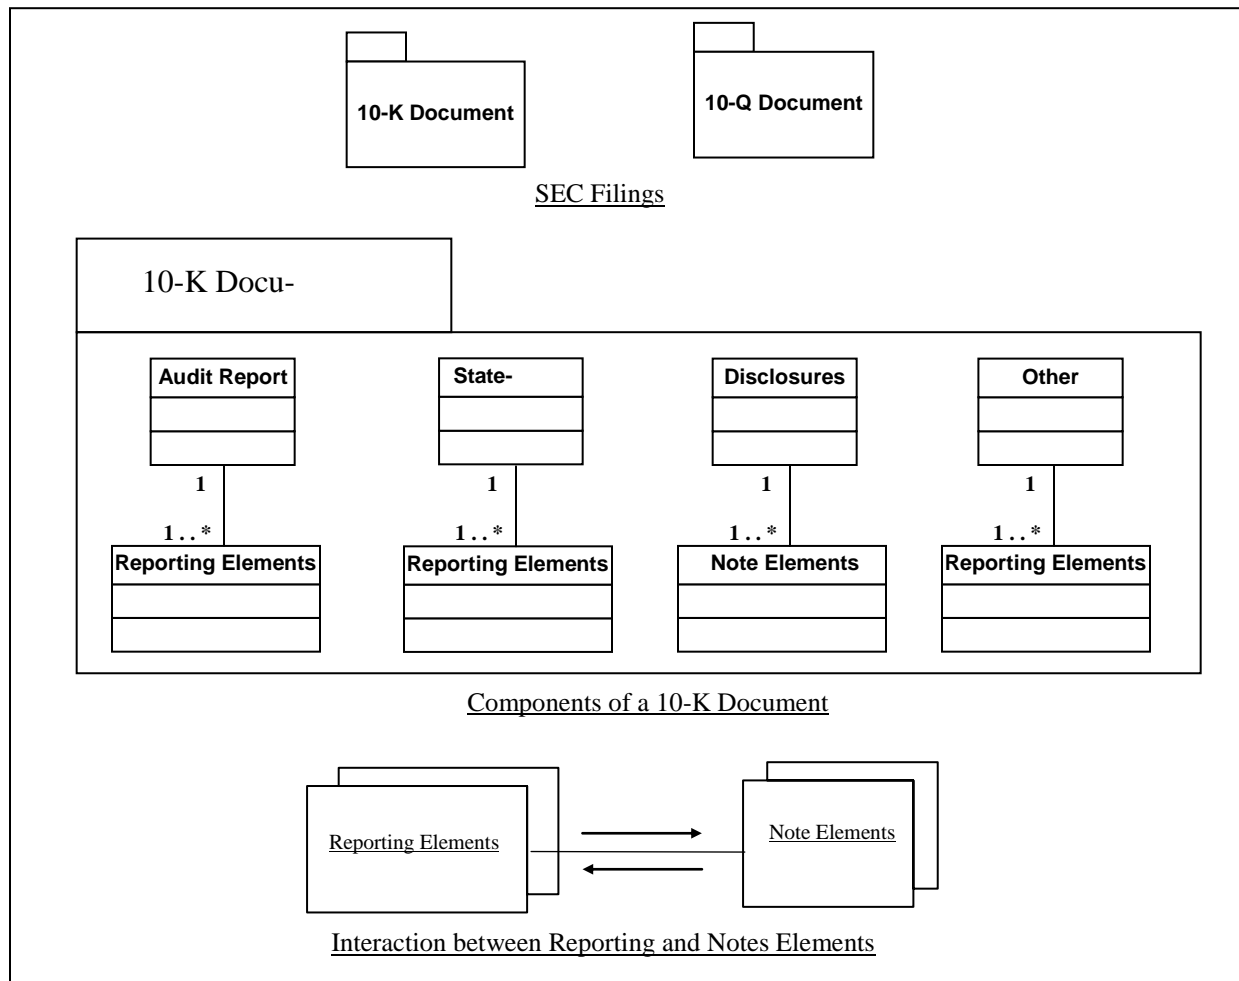 10-K Document
10-Q Document
SEC Filings
10-K Docu-
Audit Report
State-
Disclosures
Other
1
1
1
1
1 . . *
1 . . *
1 . . *
1 . . *
Reporting Elements
Reporting Elements
Note Elements
Reporting Elements
Components of a 10-K Document
Reporting Elements
Note Elements
Interaction between Reporting and Notes Elements